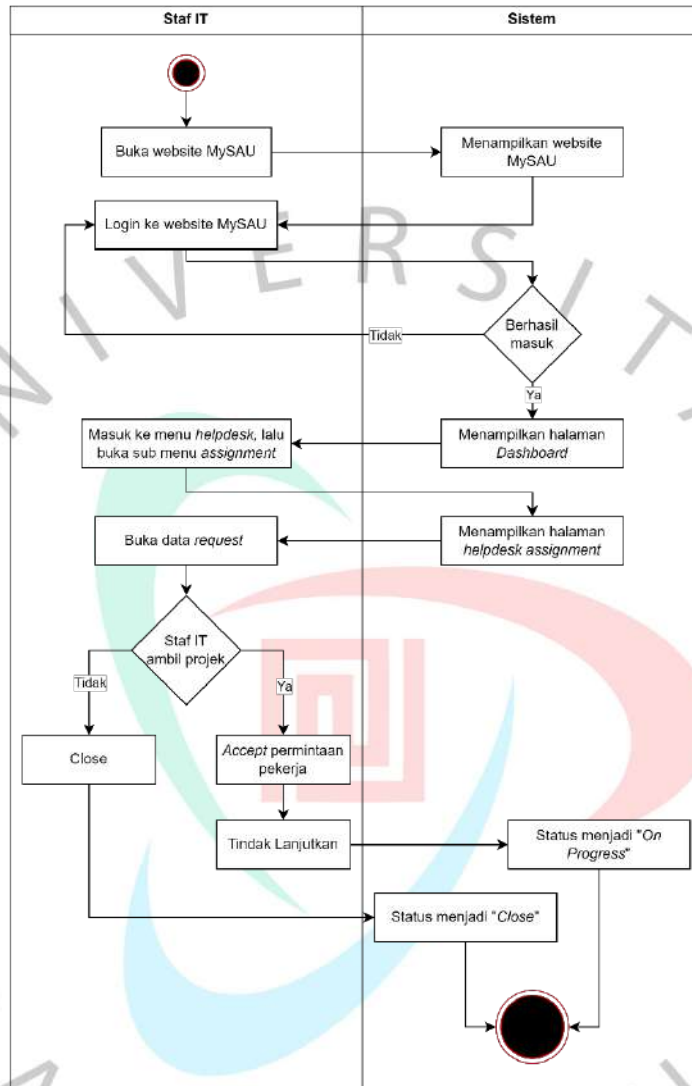 Staf IT
Sistem
Buka website MySAU
Menampilkan website
MySAU
Login ke website MySAU
Berhasil
masuk
Tidak
Ya
Masuk ke menu helpdesk, lalu
buka sub menu assignment
Menampilkan halaman
Dashboard
Buka data request
Menampilkan halaman
helpdesk assignment
Staf IT
ambil projek
Tidak
Ya
Close
Accept permintaan
pekerja
Tindak Lanjutkan
Status menjadi "On
Progress"
Status menjadi "Close"